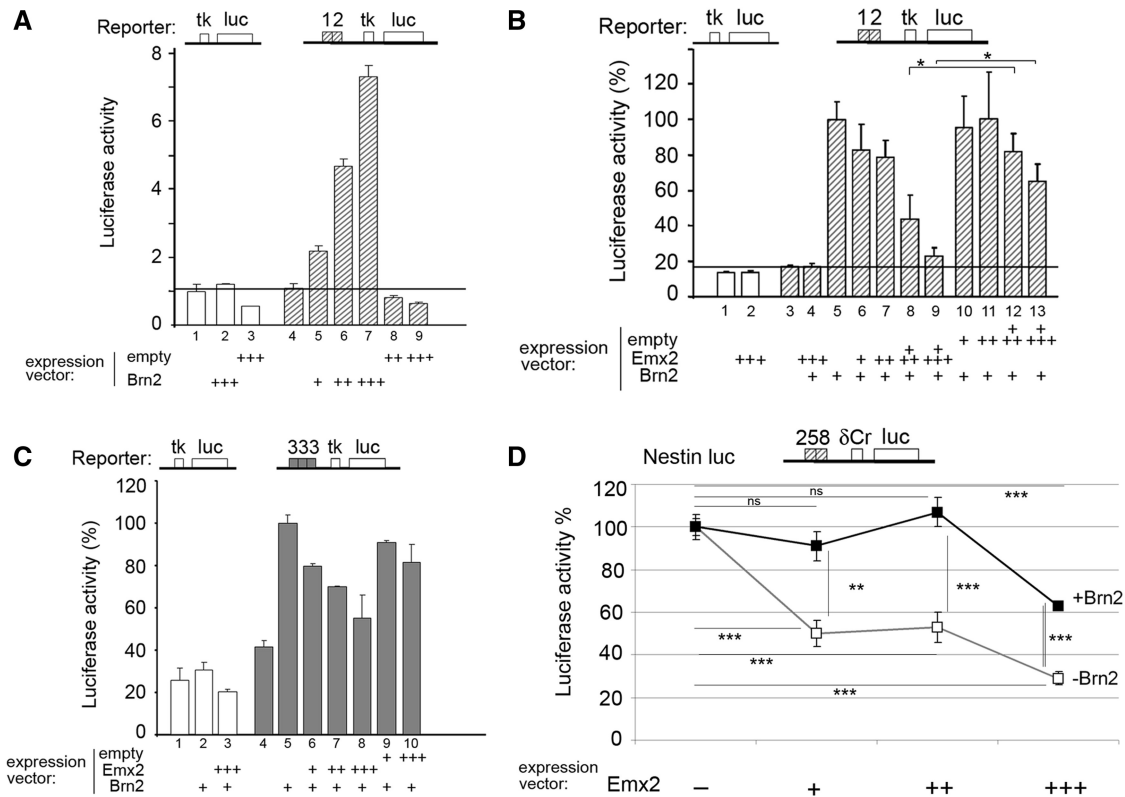 A
Reporter:
tk luc
12 tk luc
Luciferase activity
8
6
4
2
0
1 2 3 4 5 6 7 8 9
expression vector:
empty +++ ++ +++
Brn2 +++ + ++ +++
B
Reporter:
tk luc
12 tk luc
Luciferease activity (%)
120
100
80
60
40
20
0
* *
1 2 3 4 5 6 7 8 9 10 11 12 13
expression vector:
empty + ++ + ++ + +++
Emx2 +++ +++ + ++ + ++ + +++
Brn2 + + + + + + + + + +
C
Reporter:
tk luc
333 tk luc
Luciferase activity (%)
120
100
80
60
40
20
0
1 2 3 4 5 6 7 8 9 10
expression vector:
empty + +++
Emx2 +++ + ++ +++
Brn2 + + + + + + + +
D
Nestin luc
258 δCr luc
Luciferase activity %
120
100
80
60
40
20
0
ns
ns
***
**
***
***
***
***
***
+Brn2
-Brn2
expression vector:
Emx2 – + ++ +++